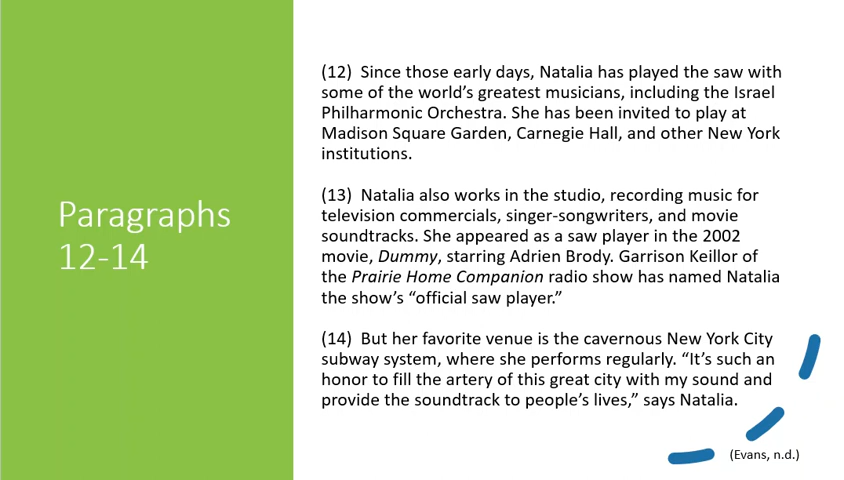 Paragraphs
12-14
(12)  Since those early days, Natalia has played the saw with
some of the world’s greatest musicians, including the Israel
Philharmonic Orchestra. She has been invited to play at
Madison Square Garden, Carnegie Hall, and other New York
institutions.
(13)  Natalia also works in the studio, recording music for
television commercials, singer-songwriters, and movie
soundtracks. She appeared as a saw player in the 2002
movie, Dummy, starring Adrien Brody. Garrison Keillor of
the Prairie Home Companion radio show has named Natalia
the show’s “official saw player.”
(14)  But her favorite venue is the cavernous New York City
subway system, where she performs regularly. “It’s such an
honor to fill the artery of this great city with my sound and
provide the soundtrack to people’s lives,” says Natalia.
(Evans, n.d.)